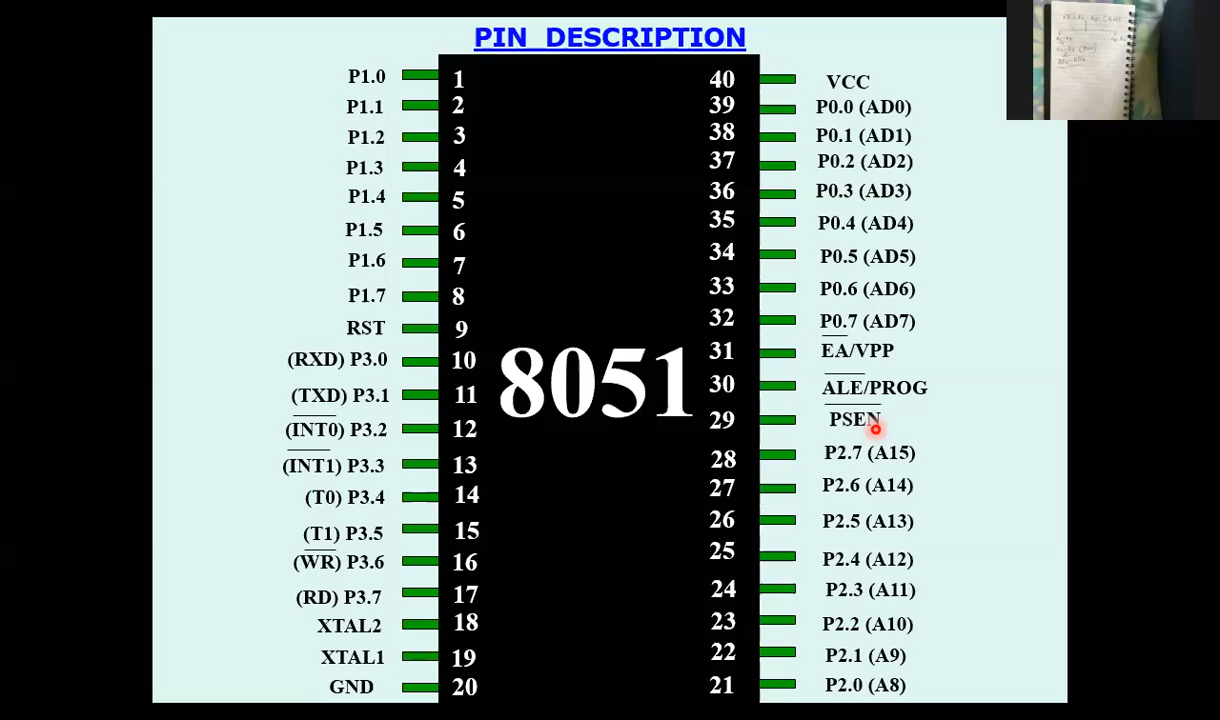 PIN DESCRIPTION
P1.0 1
P1.1 2
P1.2 3
P1.3 4
P1.4 5
P1.5 6
P1.6 7
P1.7 8
RST 9
(RXD) P3.0 10
(TXD) P3.1 11
(INT0) P3.2 12
(INT1) P3.3 13
(T0) P3.4 14
(T1) P3.5 15
(WR) P3.6 16
(RD) P3.7 17
XTAL2 18
XTAL1 19
GND 20
8051
40 VCC
39 P0.0 (AD0)
38 P0.1 (AD1)
37 P0.2 (AD2)
36 P0.3 (AD3)
35 P0.4 (AD4)
34 P0.5 (AD5)
33 P0.6 (AD6)
32 P0.7 (AD7)
31 EA/VPP
30 ALE/PROG
29 PSEN
28 P2.7 (A15)
27 P2.6 (A14)
26 P2.5 (A13)
25 P2.4 (A12)
24 P2.3 (A11)
23 P2.2 (A10)
22 P2.1 (A9)
21 P2.0 (A8)